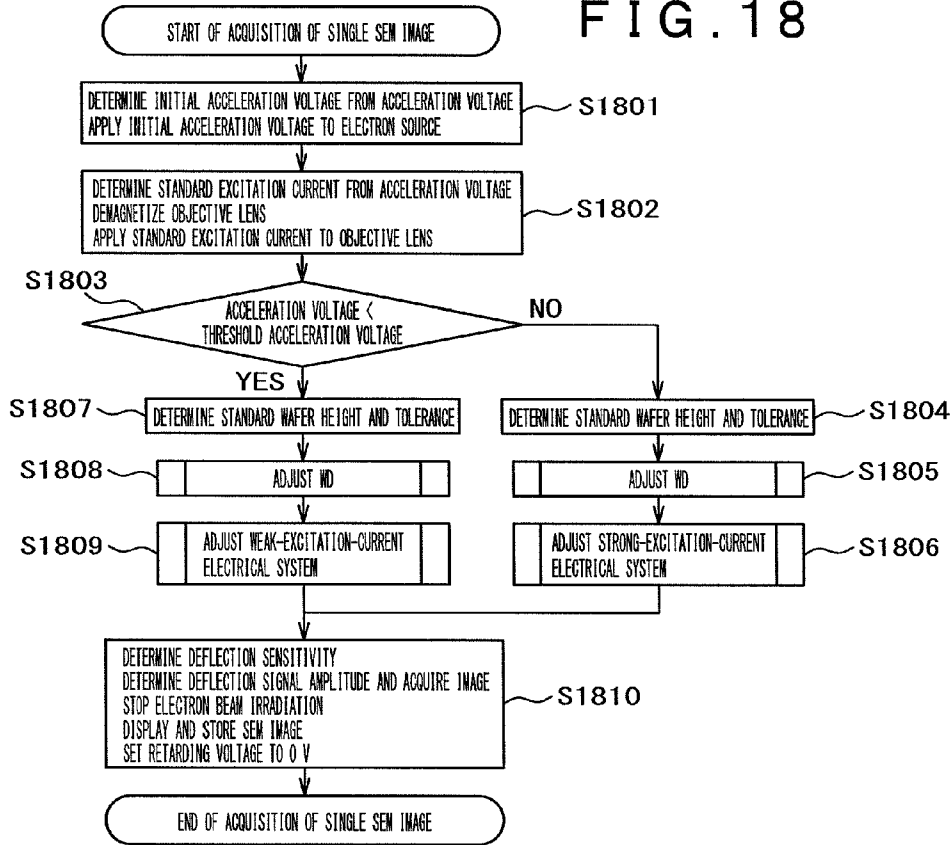 FIG.18
START OF ACQUISITION OF SINGLE SEM IMAGE
DETERMINE INITIAL ACCELERATION VOLTAGE FROM ACCELERATION VOLTAGE
APPLY INITIAL ACCELERATION VOLTAGE TO ELECTRON SOURCE
S1801
DETERMINE STANDARD EXCITATION CURRENT FROM ACCELERATION VOLTAGE
DEMAGNETIZE OBJECTIVE LENS
APPLY STANDARD EXCITATION CURRENT TO OBJECTIVE LENS
S1802
S1803
ACCELERATION VOLTAGE <
THRESHOLD ACCELERATION VOLTAGE
NO
YES
S1807
DETERMINE STANDARD WAFER HEIGHT AND TOLERANCE
DETERMINE STANDARD WAFER HEIGHT AND TOLERANCE
S1804
S1808
ADJUST WD
ADJUST WD
S1805
S1809
ADJUST WEAK-EXCITATION-CURRENT
ELECTRICAL SYSTEM
ADJUST STRONG-EXCITATION-CURRENT
ELECTRICAL SYSTEM
S1806
DETERMINE DEFLECTION SENSITIVITY
DETERMINE DEFLECTION SIGNAL AMPLITUDE AND ACQUIRE IMAGE
STOP ELECTRON BEAM IRRADIATION
DISPLAY AND STORE SEM IMAGE
SET RETARDING VOLTAGE TO 0 V
S1810
END OF ACQUISITION OF SINGLE SEM IMAGE